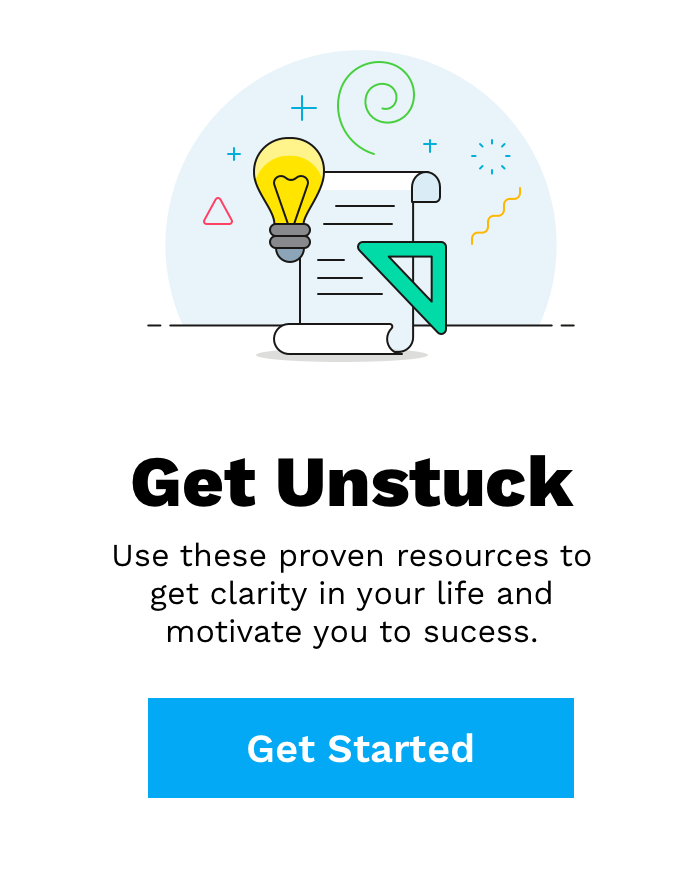 Get Unstuck
Use these proven resources to
get clarity in your life and
motivate you to sucess.
Get Started